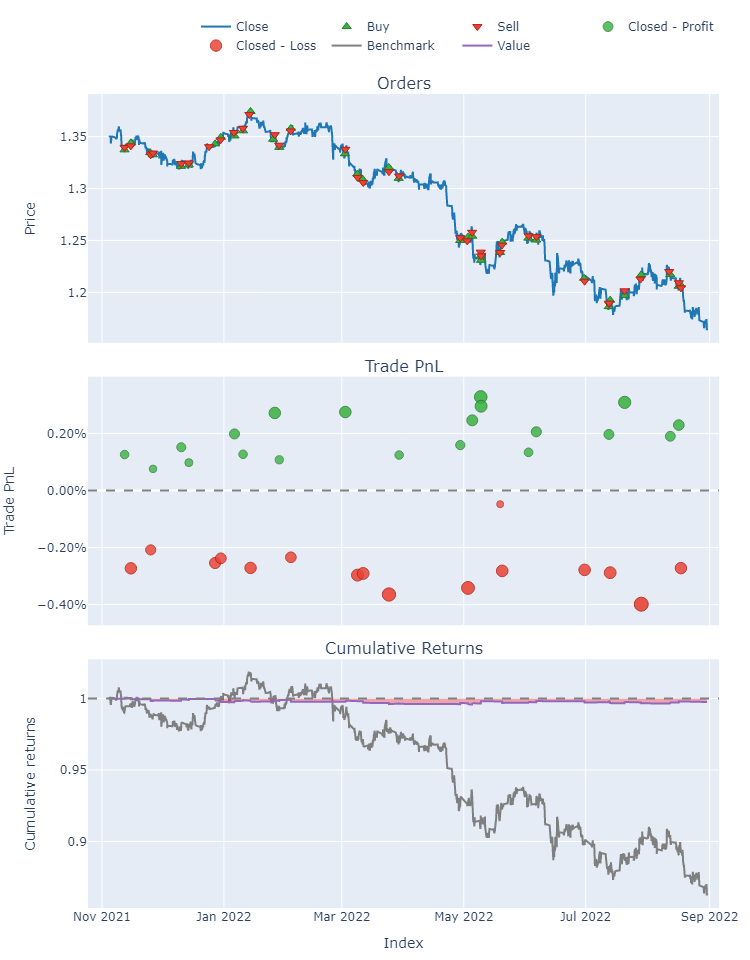 Close Buy Sell Closed - Profit
Closed - Loss Benchmark Value
Orders
1.35
1.3
1.25
1.2
Price
Trade PnL
0.20%
0.00%
−0.20%
−0.40%
Trade PnL
Cumulative Returns
1
0.95
0.9
Cumulative returns
Nov 2021 Jan 2022 Mar 2022 May 2022 Jul 2022 Sep 2022
Index